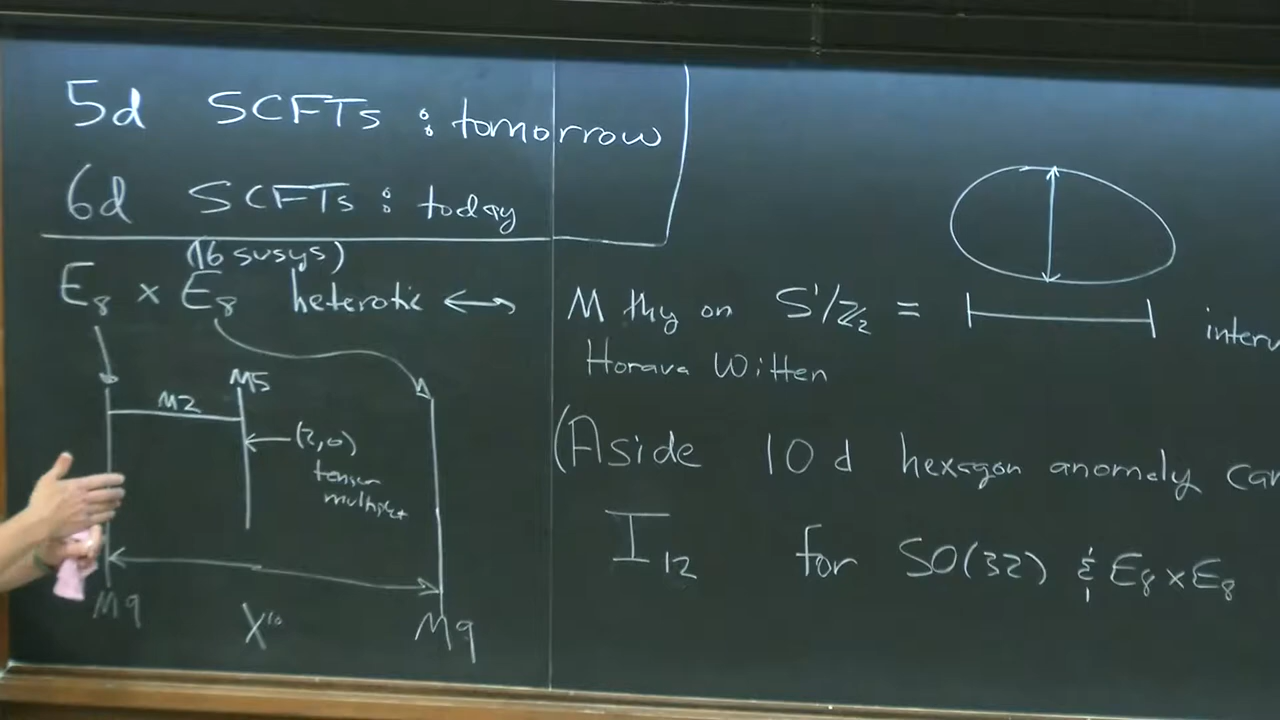 5d SCFTs : tomorrow
6d SCFTs : today
(16 susys)
E₈ × E₈ heterotic ↔ M thy on S¹/ℤ₂ = interv
Horava Witten
M5
M2
(2,0)
tensor
multiplet
M9
X¹⁰
M9
(Aside 10d hexagon anomaly can
I₁₂ for SO(32) & E₈ × E₈